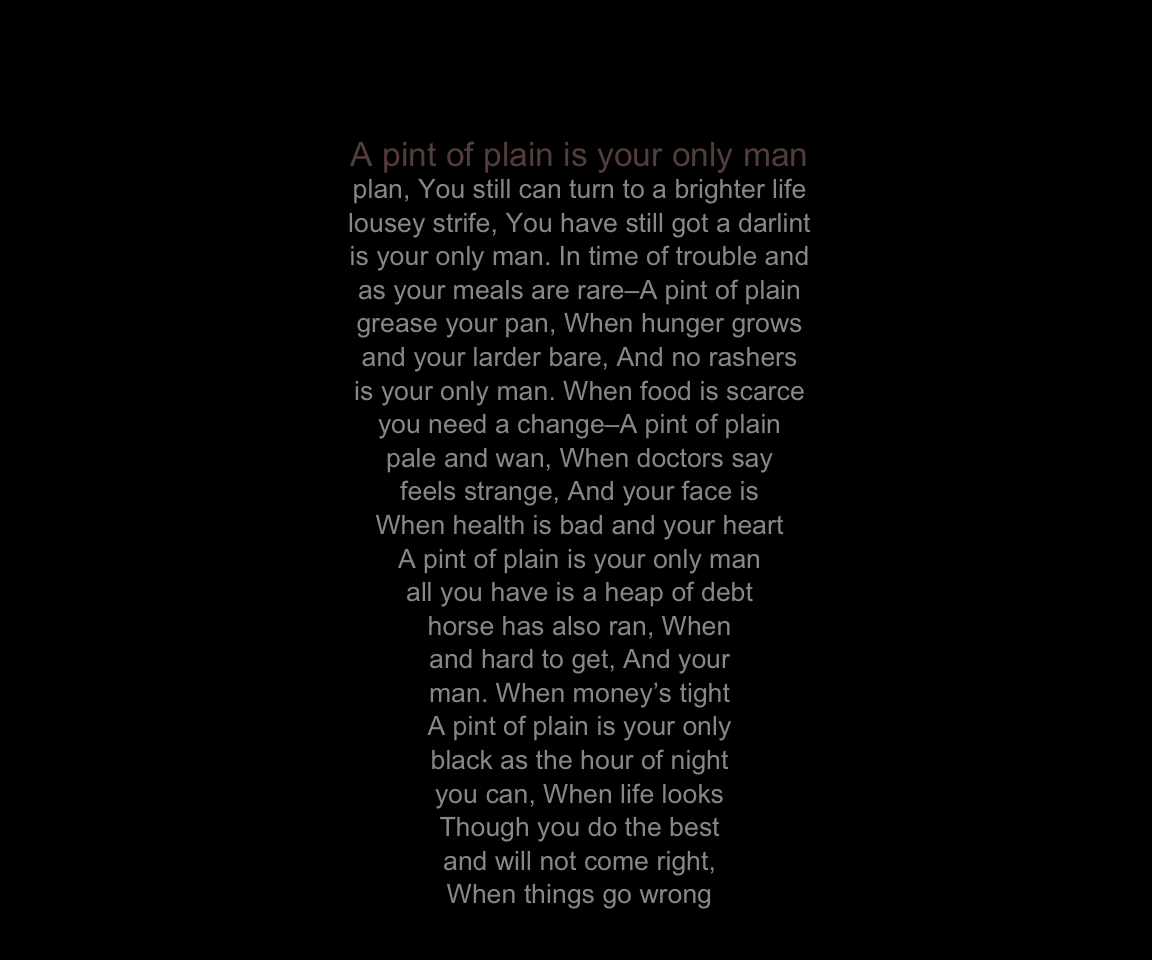 A pint of plain is your only man
plan, You still can turn to a brighter life
lousey strife, You have still got a darlint
is your only man. In time of trouble and
as your meals are rare–A pint of plain
grease your pan, When hunger grows
and your larder bare, And no rashers
is your only man. When food is scarce
you need a change–A pint of plain
pale and wan, When doctors say
feels strange, And your face is
When health is bad and your heart
A pint of plain is your only man
all you have is a heap of debt
horse has also ran, When
and hard to get, And your
man. When money’s tight
A pint of plain is your only
black as the hour of night
you can, When life looks
Though you do the best
and will not come right,
When things go wrong